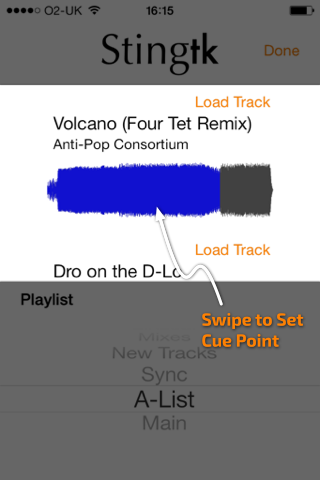 O2-UK 16:15
Stingtk Done
Load Track
Volcano (Four Tet Remix)
Anti-Pop Consortium
Load Track
Dro on the D-Lo
Playlist
Swipe to Set
Cue Point
Mixes
New Tracks
Sync
A-List
Main